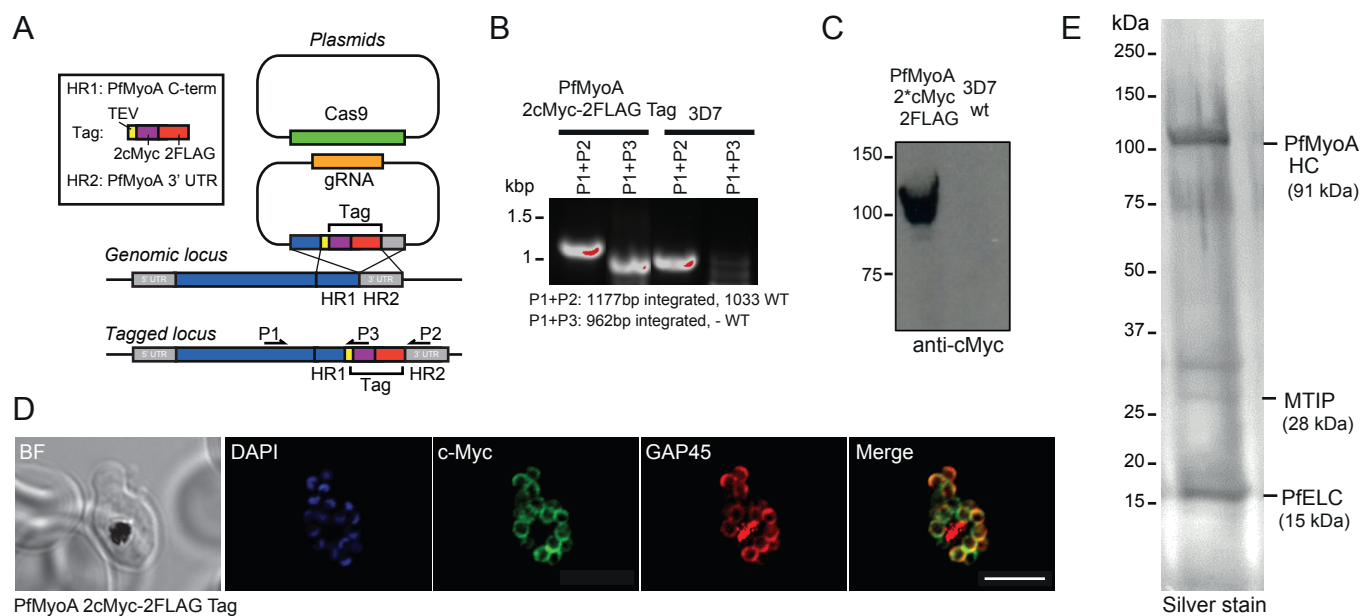 A
HR1: PfMyoA C-term
TEV
Tag:
2cMyc 2FLAG
HR2: PfMyoA 3' UTR
Plasmids
Cas9
gRNA
Tag
Genomic locus
5' UTR
3' UTR
HR1 HR2
Tagged locus
P1
P3
P2
5' UTR
3' UTR
HR1
Tag
HR2
B
PfMyoA
2cMyc-2FLAG Tag
3D7
P1+P2
P1+P3
P1+P2
P1+P3
kbp
1.5
1
P1+P2: 1177bp integrated, 1033 WT
P1+P3: 962bp integrated, - WT
C
PfMyoA
2*cMyc
2FLAG
3D7
wt
150
100
75
anti-cMyc
D
BF
DAPI
c-Myc
GAP45
Merge
PfMyoA 2cMyc-2FLAG Tag
E
kDa
250
150
100
75
50
37
25
20
15
PfMyoA
HC
(91 kDa)
MTIP
(28 kDa)
PfELC
(15 kDa)
Silver stain